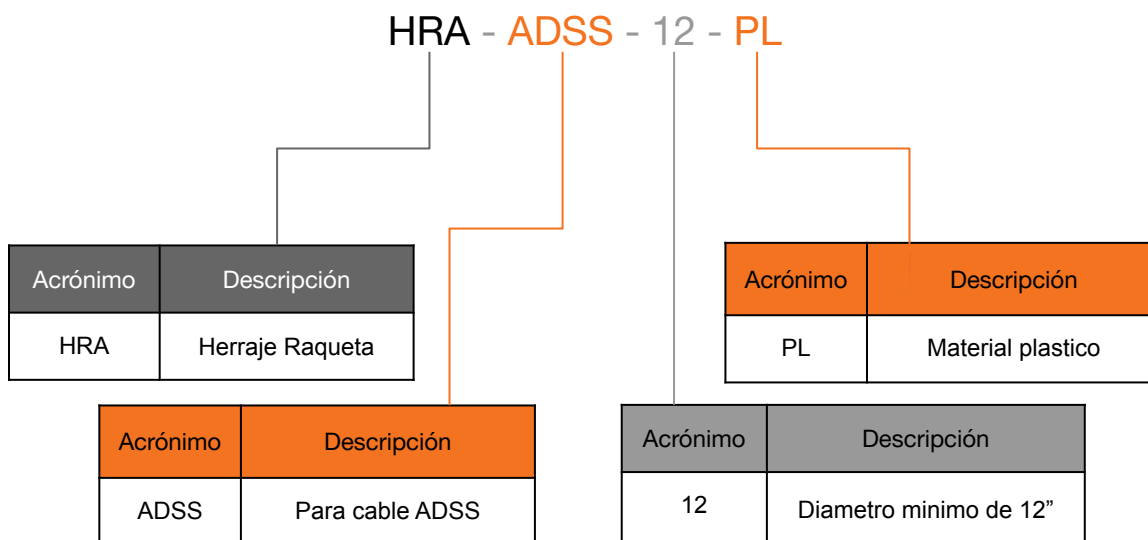 HRA - ADSS - 12 - PL
Acrónimo Descripción
HRA Herraje Raqueta
Acrónimo Descripción
PL Material plastico
Acrónimo Descripción
ADSS Para cable ADSS
Acrónimo Descripción
12 Diametro minimo de 12”